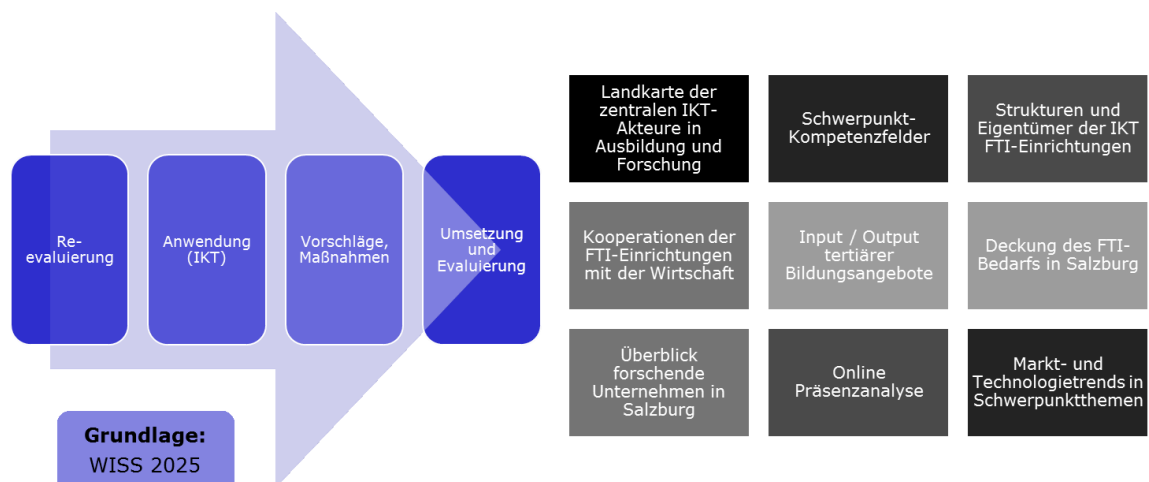 Re-
evaluierung
Anwendung
(IKT)
Vorschläge,
Maßnahmen
Umsetzung
und
Evaluierung
Grundlage:
WISS 2025
Landkarte der
zentralen IKT-
Akteure in
Ausbildung und
Forschung
Schwerpunkt-
Kompetenzfelder
Strukturen und
Eigentümer der IKT
FTI-Einrichtungen
Kooperationen der
FTI-Einrichtungen
mit der Wirtschaft
Input / Output
tertiärer
Bildungsangebote
Deckung des FTI-
Bedarfs in Salzburg
Überblick
forschende
Unternehmen in
Salzburg
Online
Präsenzanalyse
Markt- und
Technologietrends in
Schwerpunktthemen